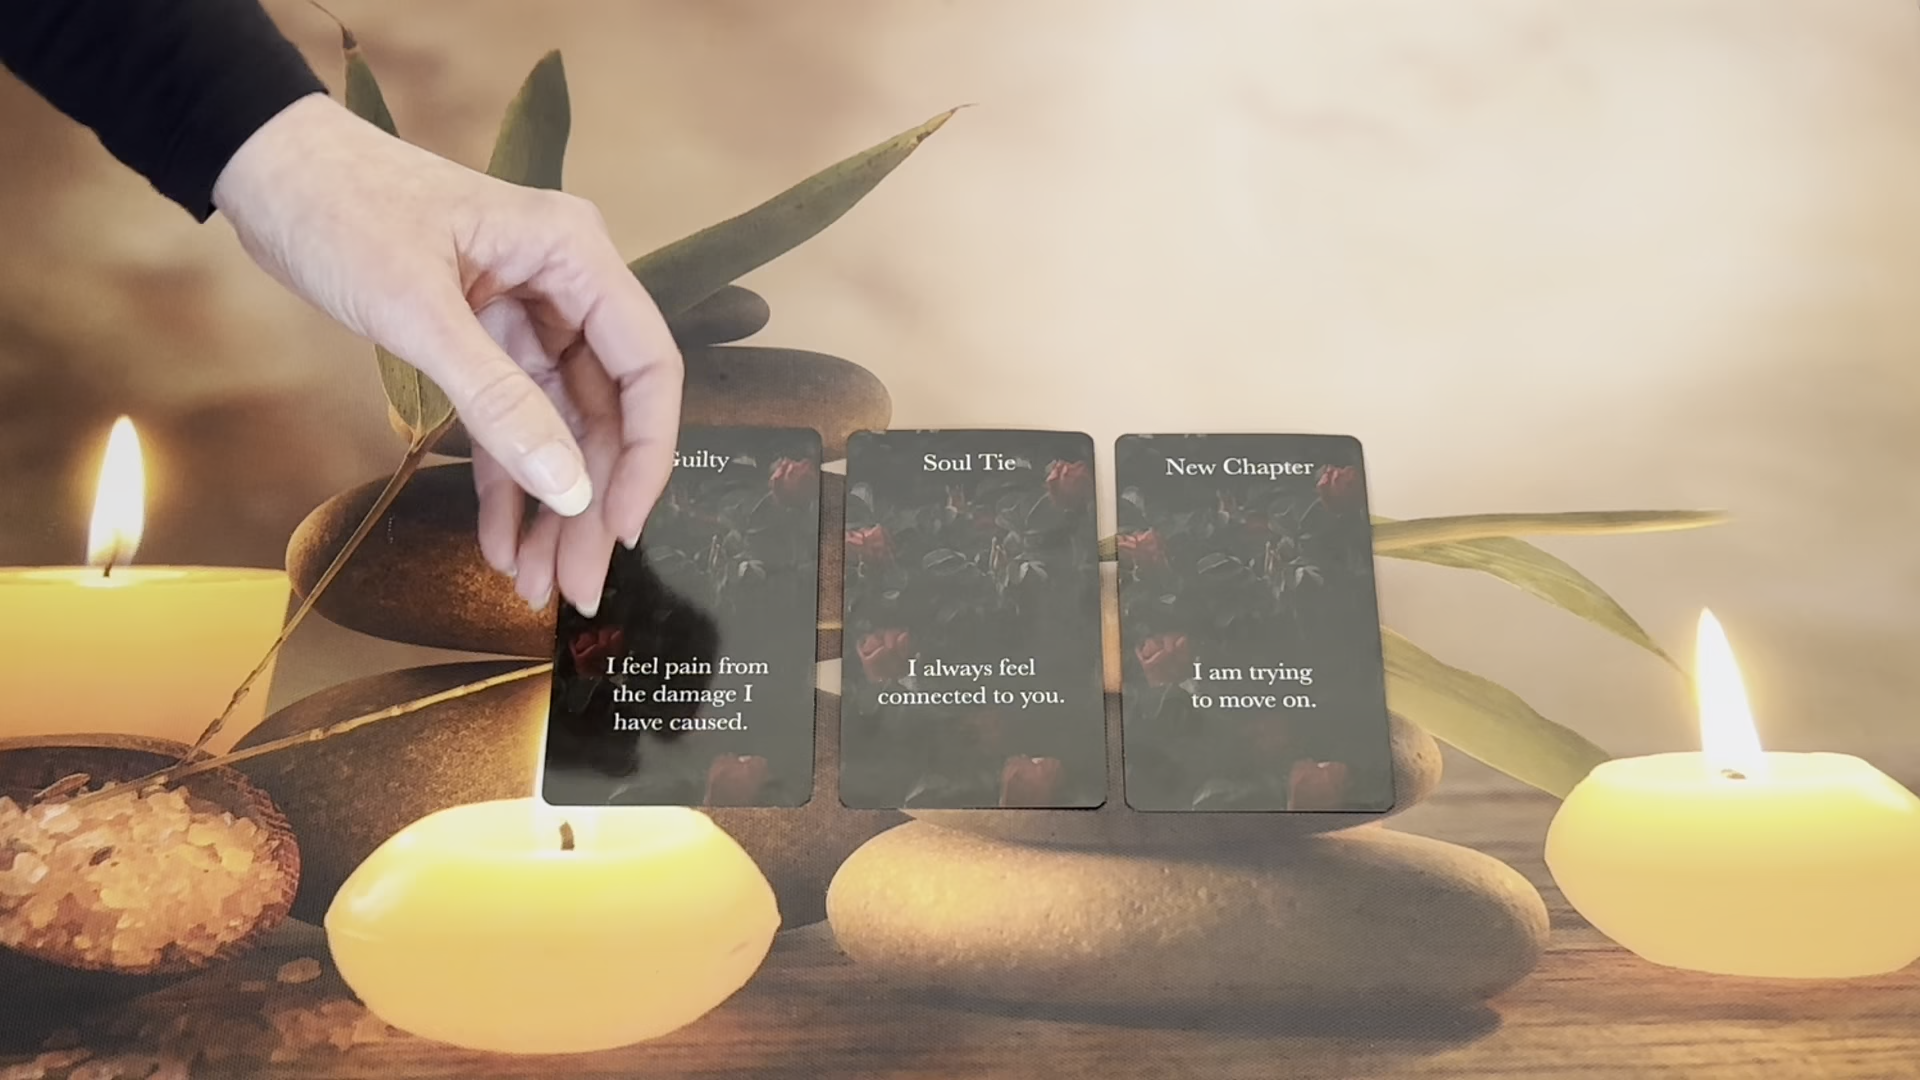 Guilty
I feel pain from
the damage I
have caused.
Soul Tie
I always feel
connected to you.
New Chapter
I am trying
to move on.